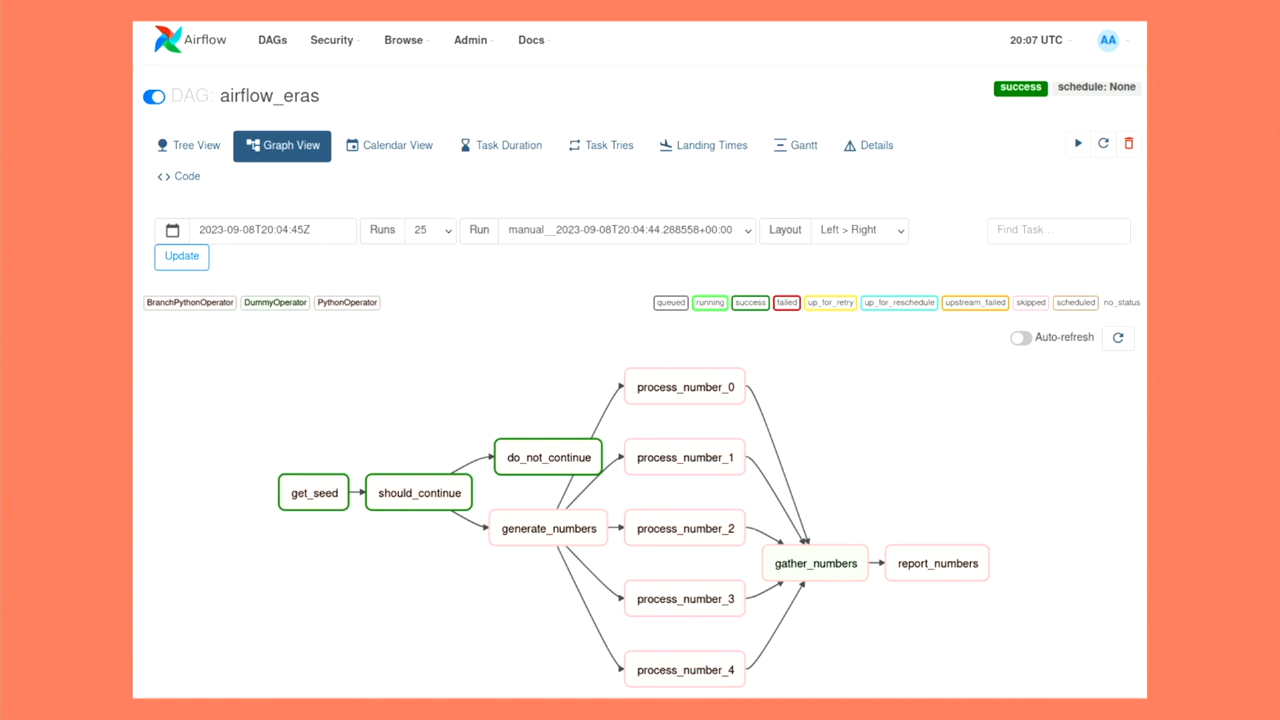 Airflow DAGs Security Browse Admin Docs 20:07 UTC AA
DAG: airflow_eras success schedule: None
Tree View Graph View Calendar View Task Duration Task Tries Landing Times Gantt Details
Code
2023-09-08T20:04:45Z Runs 25 Run manual__2023-09-08T20:04:44.288558+00:00 Layout Left > Right Find Task...
Update
BranchPythonOperator DummyOperator PythonOperator queued running success failed up_for_retry up_for_reschedule upstream_failed skipped scheduled no_status
Auto-refresh
process_number_0
do_not_continue process_number_1
get_seed should_continue
generate_numbers process_number_2
gather_numbers report_numbers
process_number_3
process_number_4